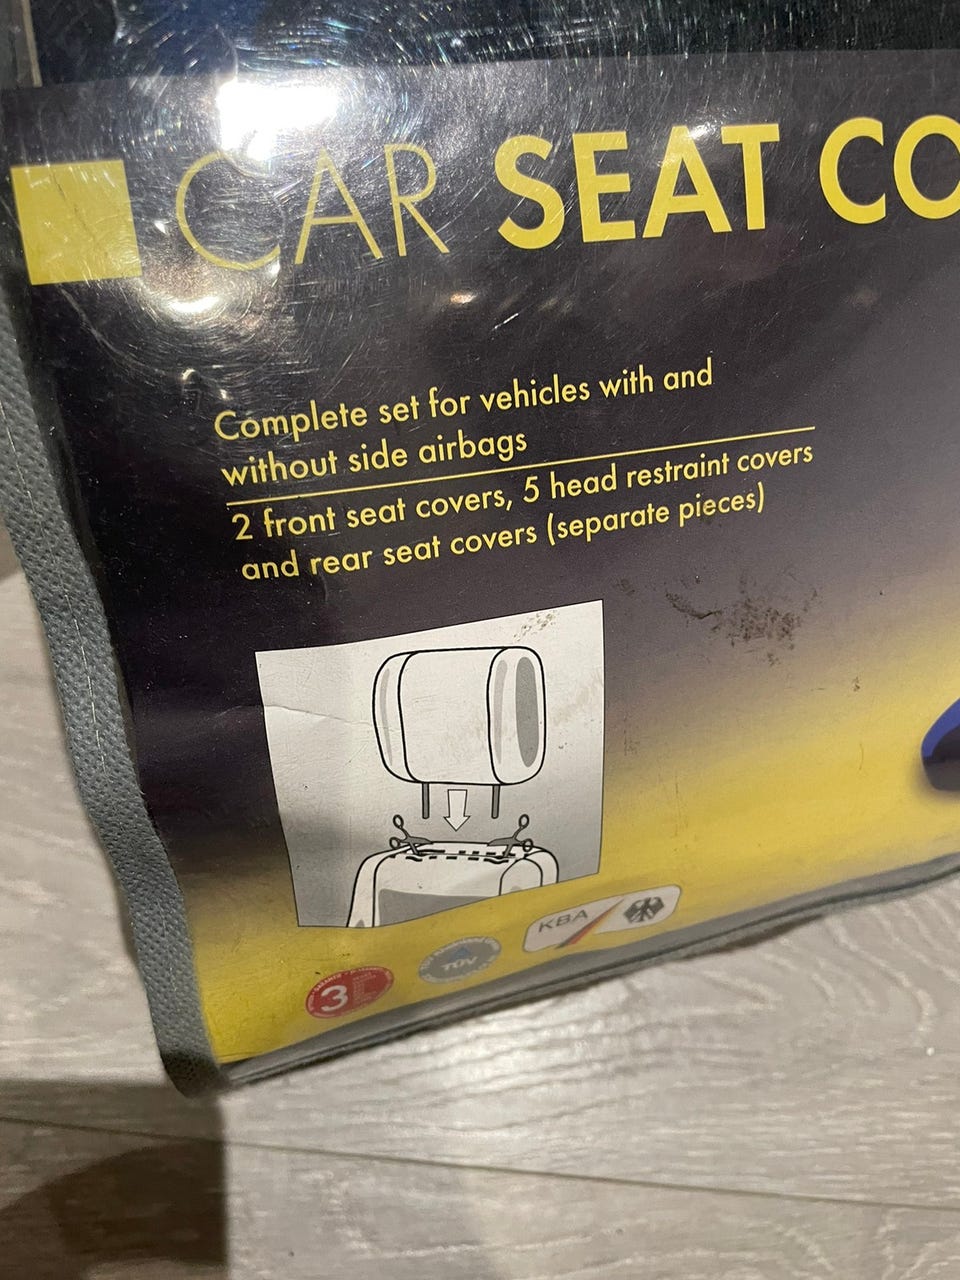 CAR SEAT CO
Complete set for vehicles with and
without side airbags
2 front seat covers, 5 head restraint covers
and rear seat covers (separate pieces)
3
TÜV
KBA